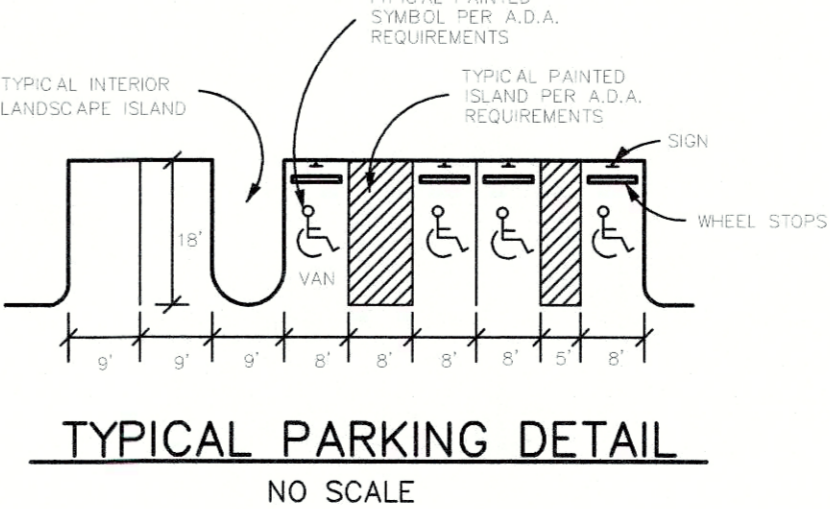 SYMBOL PER A.D.A.
REQUIREMENTS
TYPICAL INTERIOR
LANDSCAPE ISLAND
TYPICAL PAINTED
ISLAND PER A.D.A.
REQUIREMENTS
SIGN
WHEEL STOPS
18'
VAN
9' 9' 9' 8' 8' 8' 8' 5' 8'
TYPICAL PARKING DETAIL
NO SCALE